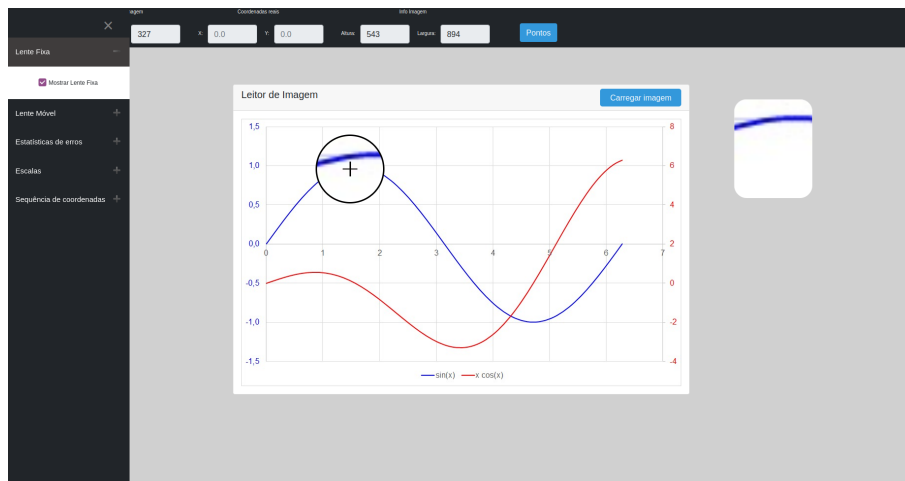 Coordenadas reais
Info Imagem
327 X: 0.0 Y: 0.0 Altura: 543 Largura: 894 Pontos
Lente Fixa
Mostrar Lente Fixa
Lente Móvel
Estatísticas de erros
Escalas
Sequência de coordenadas
Leitor de Imagem
Carregar imagem
1,5
1,0
0,5
0,0
-0,5
-1,0
-1,5
0 1 2 3 4 5 6 7
8
6
4
2
0
-2
-4
sin(x) x cos(x)